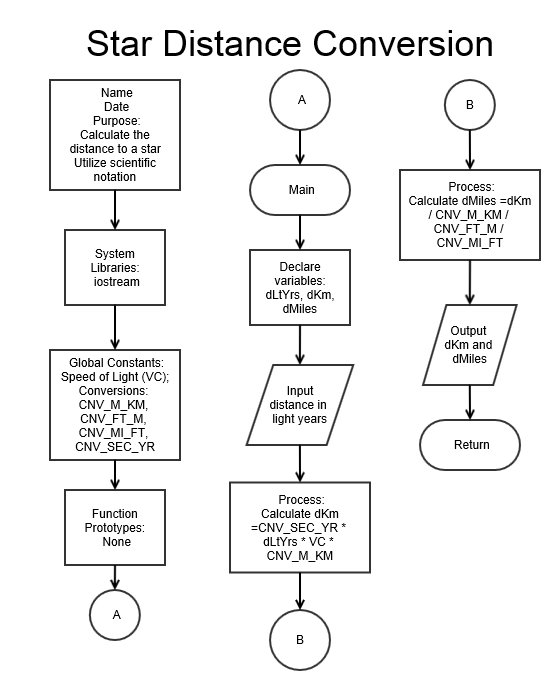 Star Distance Conversion
Name
Date
Purpose:
Calculate the
distance to a star
Utilize scientific
notation
System
Libraries:
iostream
Global Constants:
Speed of Light (VC);
Conversions:
CNV_M_KM,
CNV_FT_M,
CNV_MI_FT,
CNV_SEC_YR
Function
Prototypes:
None
A
A
Main
Declare
variables:
dLtYrs, dKm,
dMiles
Input
distance in
light years
Process:
Calculate dKm
=CNV_SEC_YR *
dLtYrs * VC *
CNV_M_KM
B
B
Process:
Calculate dMiles =dKm
/ CNV_M_KM /
CNV_FT_M /
CNV_MI_FT
Output
dKm and
dMiles
Return